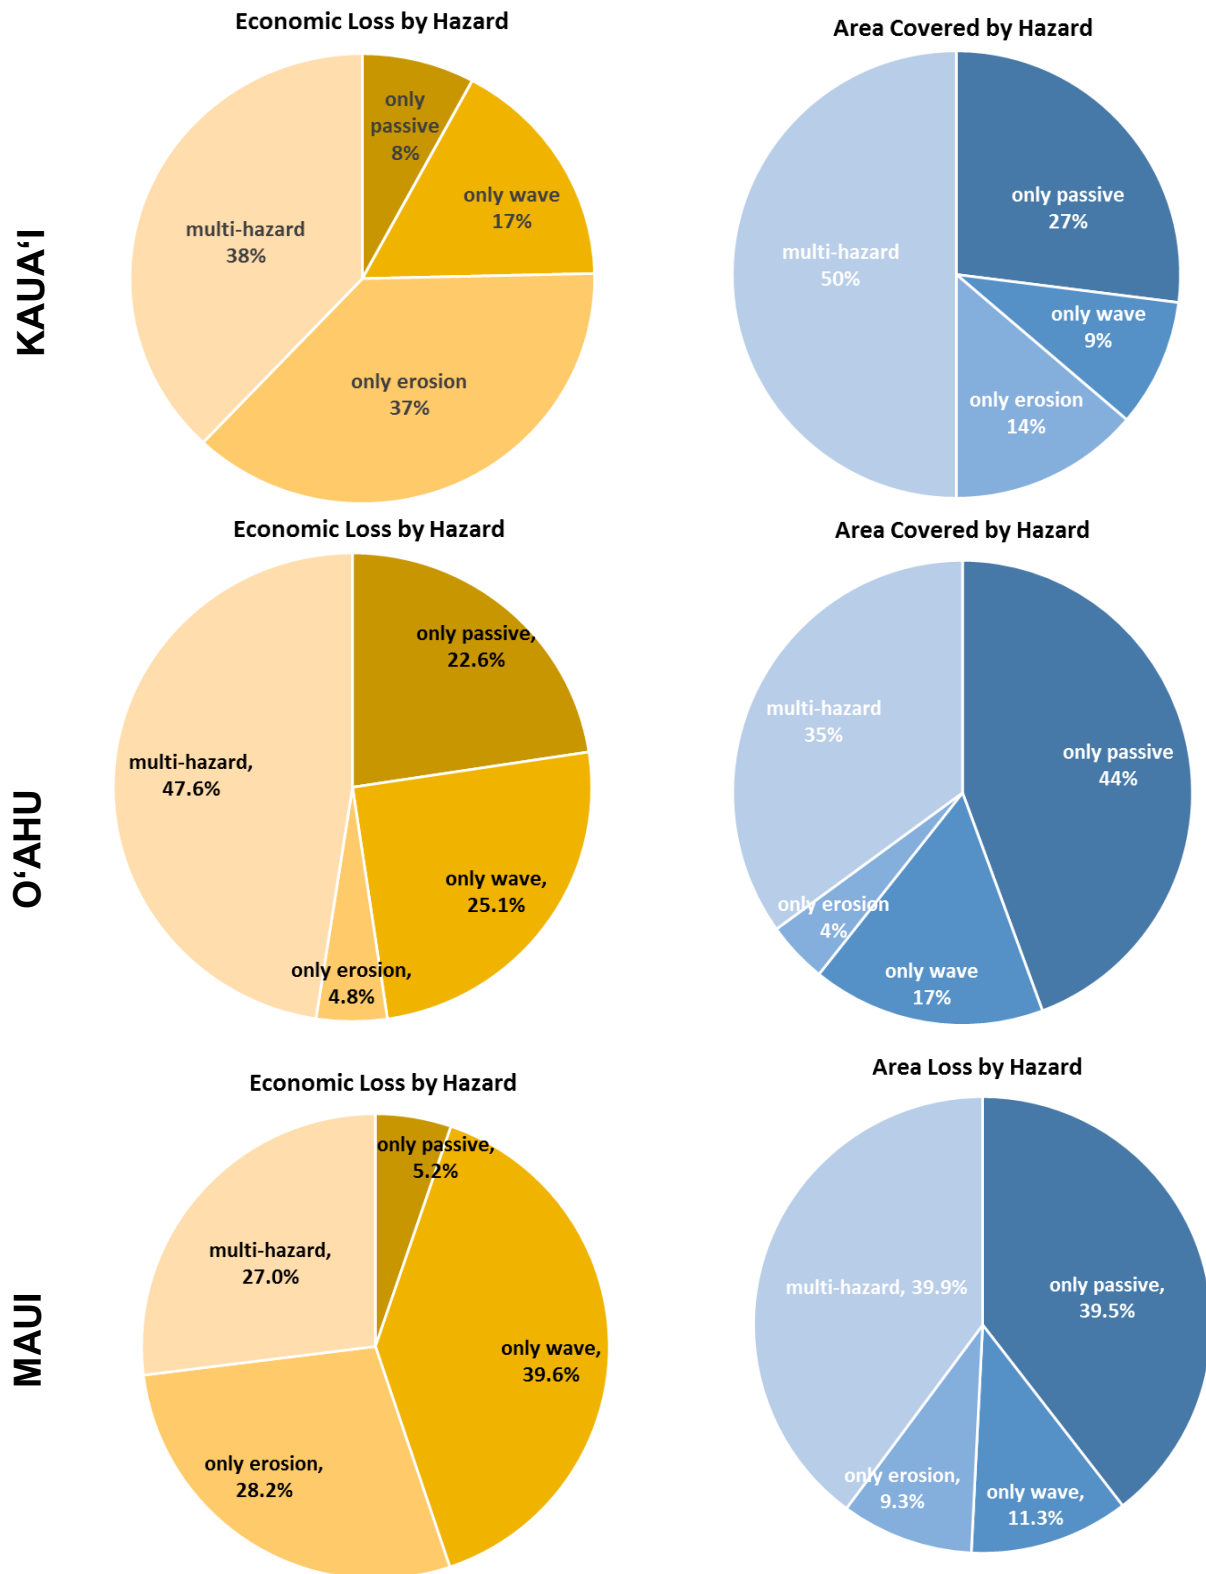 KAUAʻI
Economic Loss by Hazard
only
passive
8%
only wave
17%
only erosion
37%
multi-hazard
38%
Area Covered by Hazard
only passive
27%
only wave
9%
only erosion
14%
multi-hazard
50%
OʻAHU
Economic Loss by Hazard
only passive,
22.6%
only wave,
25.1%
only erosion,
4.8%
multi-hazard,
47.6%
Area Covered by Hazard
only passive
44%
only wave
17%
only erosion
4%
multi-hazard
35%
MAUI
Economic Loss by Hazard
only passive,
5.2%
only wave,
39.6%
only erosion,
28.2%
multi-hazard,
27.0%
Area Loss by Hazard
only passive,
39.5%
only wave,
11.3%
only erosion,
9.3%
multi-hazard, 39.9%